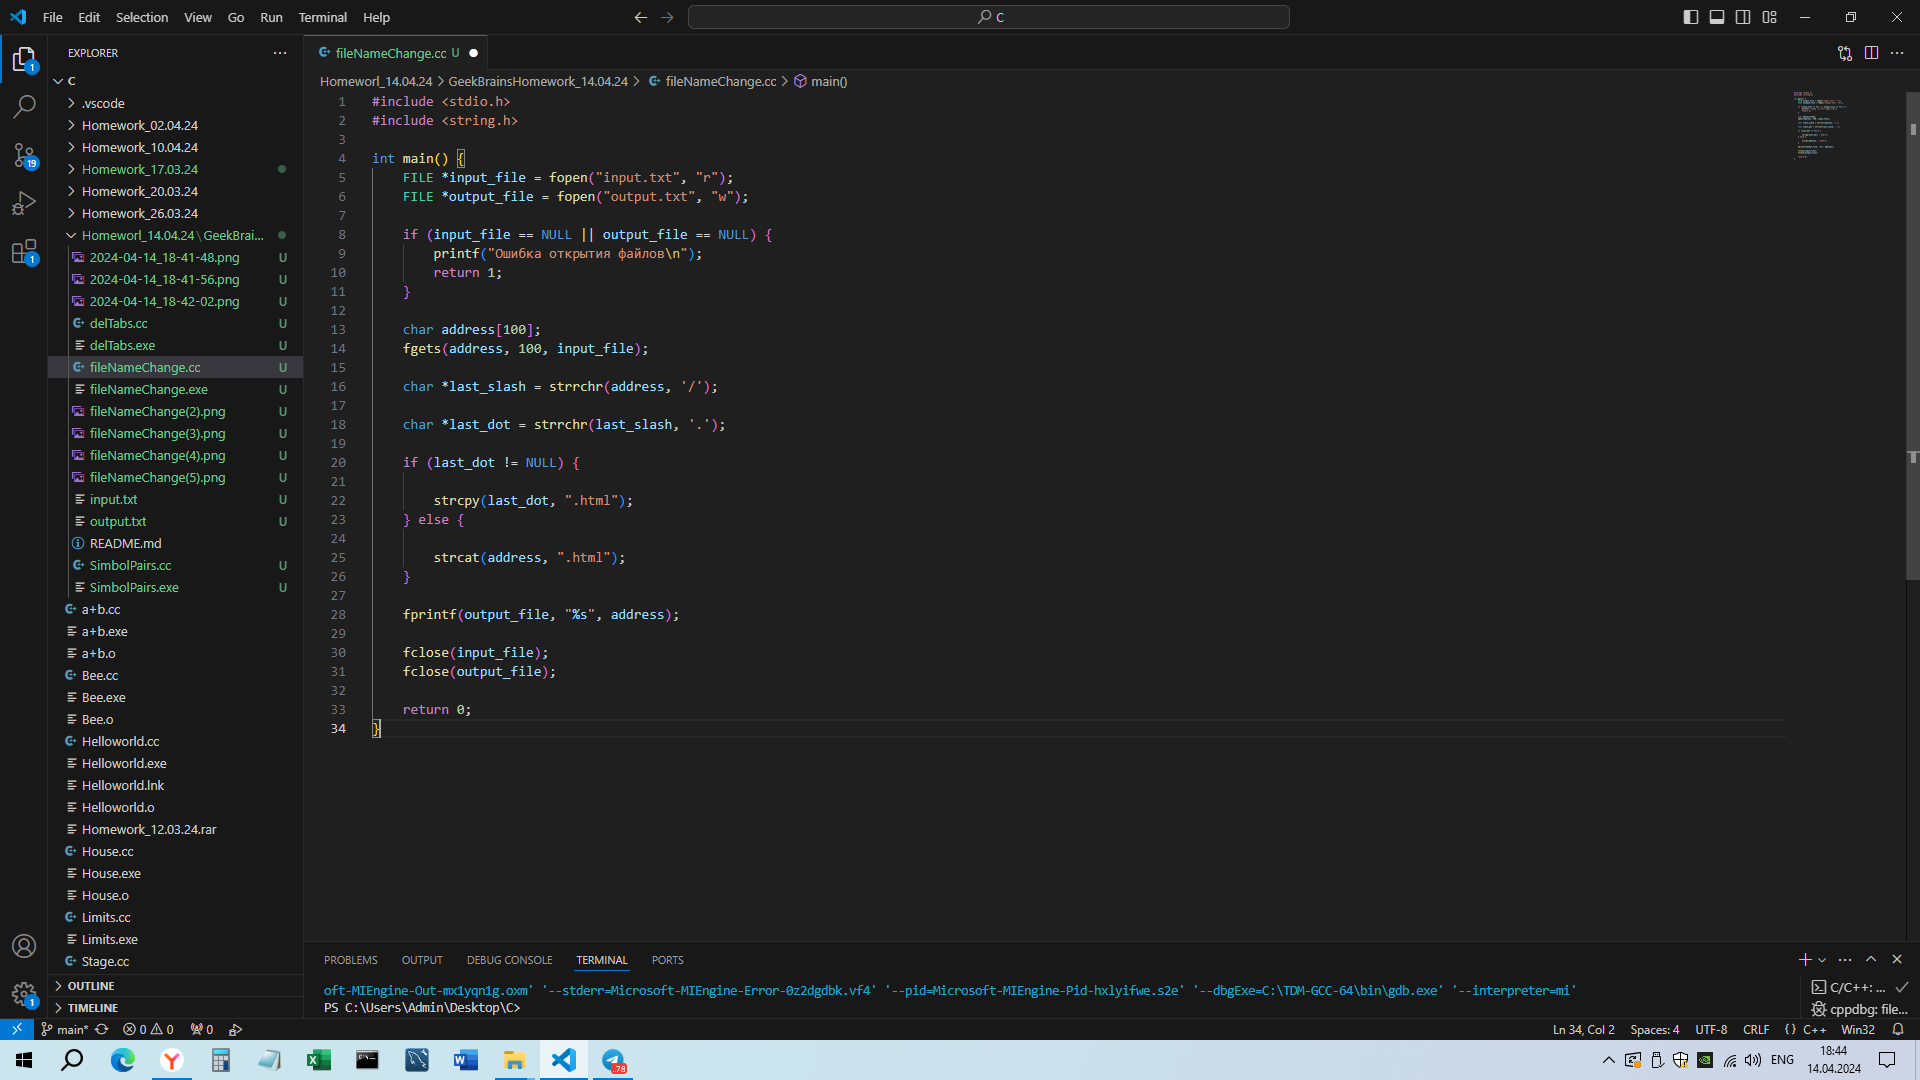 File Edit Selection View Go Run Terminal Help
C
EXPLORER
fileNameChange.cc U
Homeworl_14.04.24 > GeekBrainsHomework_14.04.24 > fileNameChange.cc > main()
C
.vscode
Homework_02.04.24
Homework_10.04.24
Homework_17.03.24
Homework_20.03.24
Homework_26.03.24
Homeworl_14.04.24\GeekBrai...
2024-04-14_18-41-48.png U
2024-04-14_18-41-56.png U
2024-04-14_18-42-02.png U
delTabs.cc U
delTabs.exe U
fileNameChange.cc U
fileNameChange.exe U
fileNameChange(2).png U
fileNameChange(3).png U
fileNameChange(4).png U
fileNameChange(5).png U
input.txt U
output.txt U
README.md
SimbolPairs.cc U
SimbolPairs.exe U
a+b.cc
a+b.exe
a+b.o
Bee.cc
Bee.exe
Bee.o
Helloworld.cc
Helloworld.exe
Helloworld.lnk
Helloworld.o
Homework_12.03.24.rar
House.cc
House.exe
House.o
Limits.cc
Limits.exe
Stage.cc
OUTLINE
TIMELINE
1
19
1
1
1 #include <stdio.h>
2 #include <string.h>
3
4 int main() {
5 FILE *input_file = fopen("input.txt", "r");
6 FILE *output_file = fopen("output.txt", "w");
7
8 if (input_file == NULL || output_file == NULL) {
9 printf("Ошибка открытия файлов\n");
10 return 1;
11 }
12
13 char address[100];
14 fgets(address, 100, input_file);
15
16 char *last_slash = strrchr(address, '/');
17
18 char *last_dot = strrchr(last_slash, '.');
19
20 if (last_dot != NULL) {
21
22 strcpy(last_dot, ".html");
23 } else {
24
25 strcat(address, ".html");
26 }
27
28 fprintf(output_file, "%s", address);
29
30 fclose(input_file);
31 fclose(output_file);
32
33 return 0;
34 }
PROBLEMS OUTPUT DEBUG CONSOLE TERMINAL PORTS
oft-MIEngine-Out-mx1yqn1g.oxm' '--stderr=Microsoft-MIEngine-Error-0z2dgdbk.vf4' '--pid=Microsoft-MIEngine-Pid-hxlyifwe.s2e' '--dbgExe=C:\TDM-GCC-64\bin\gdb.exe' '--interpreter=mi'
PS C:\Users\Admin\Desktop\C>
C/C++: ...
cppdbg: file...
main* 0 0 0 Ln 34, Col 2 Spaces: 4 UTF-8 CRLF {} C++ Win32
ENG
18:44
14.04.2024
78